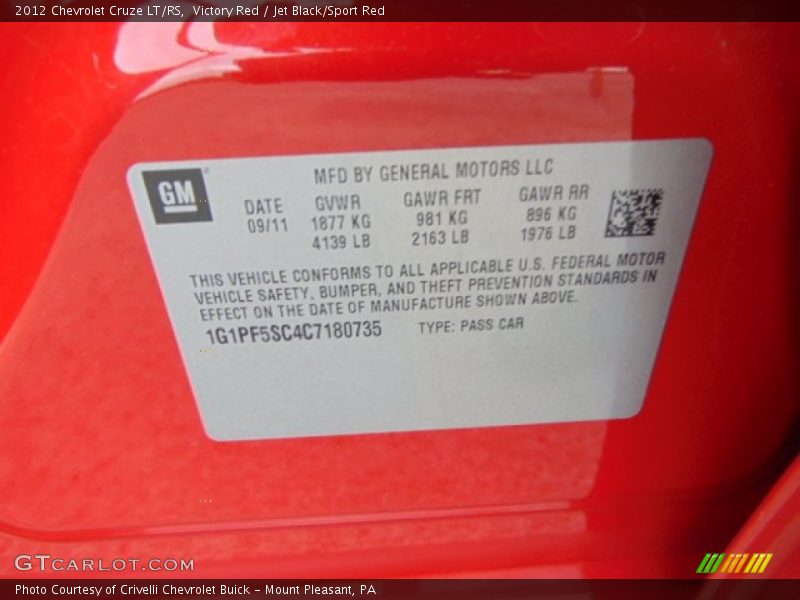 2012 Chevrolet Cruze LT/RS, Victory Red / Jet Black/Sport Red
GM
MFD BY GENERAL MOTORS LLC
DATE GVWR GAWR FRT GAWR RR
09/11 1877 KG 981 KG 896 KG
4139 LB 2163 LB 1976 LB
THIS VEHICLE CONFORMS TO ALL APPLICABLE U.S. FEDERAL MOTOR
VEHICLE SAFETY, BUMPER, AND THEFT PREVENTION STANDARDS IN
EFFECT ON THE DATE OF MANUFACTURE SHOWN ABOVE.
1G1PF5SC4C7180735 TYPE: PASS CAR
GTCARLOT.COM
Photo Courtesy of Crivelli Chevrolet Buick - Mount Pleasant, PA